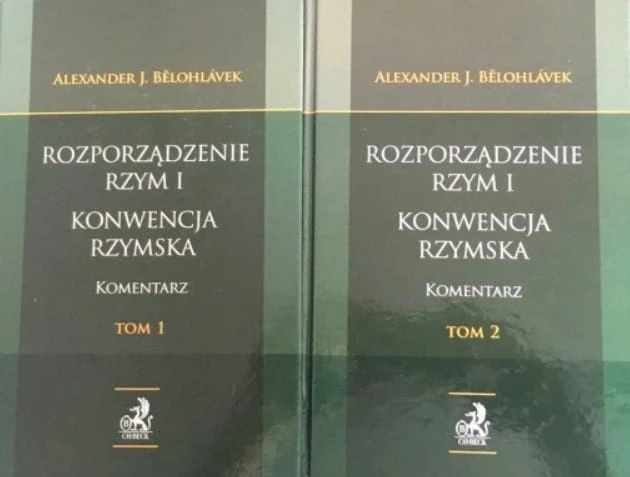 ALEXANDER J. BĚLOHLÁVEK
ROZPORZĄDZENIE
RZYM I
KONWENCJA
RZYMSKA
KOMENTARZ
TOM 1
B
C·H·BECK
ALEXANDER J. BĚLOHLÁVEK
ROZPORZĄDZENIE
RZYM I
KONWENCJA
RZYMSKA
KOMENTARZ
TOM 2
B
C·H·BECK